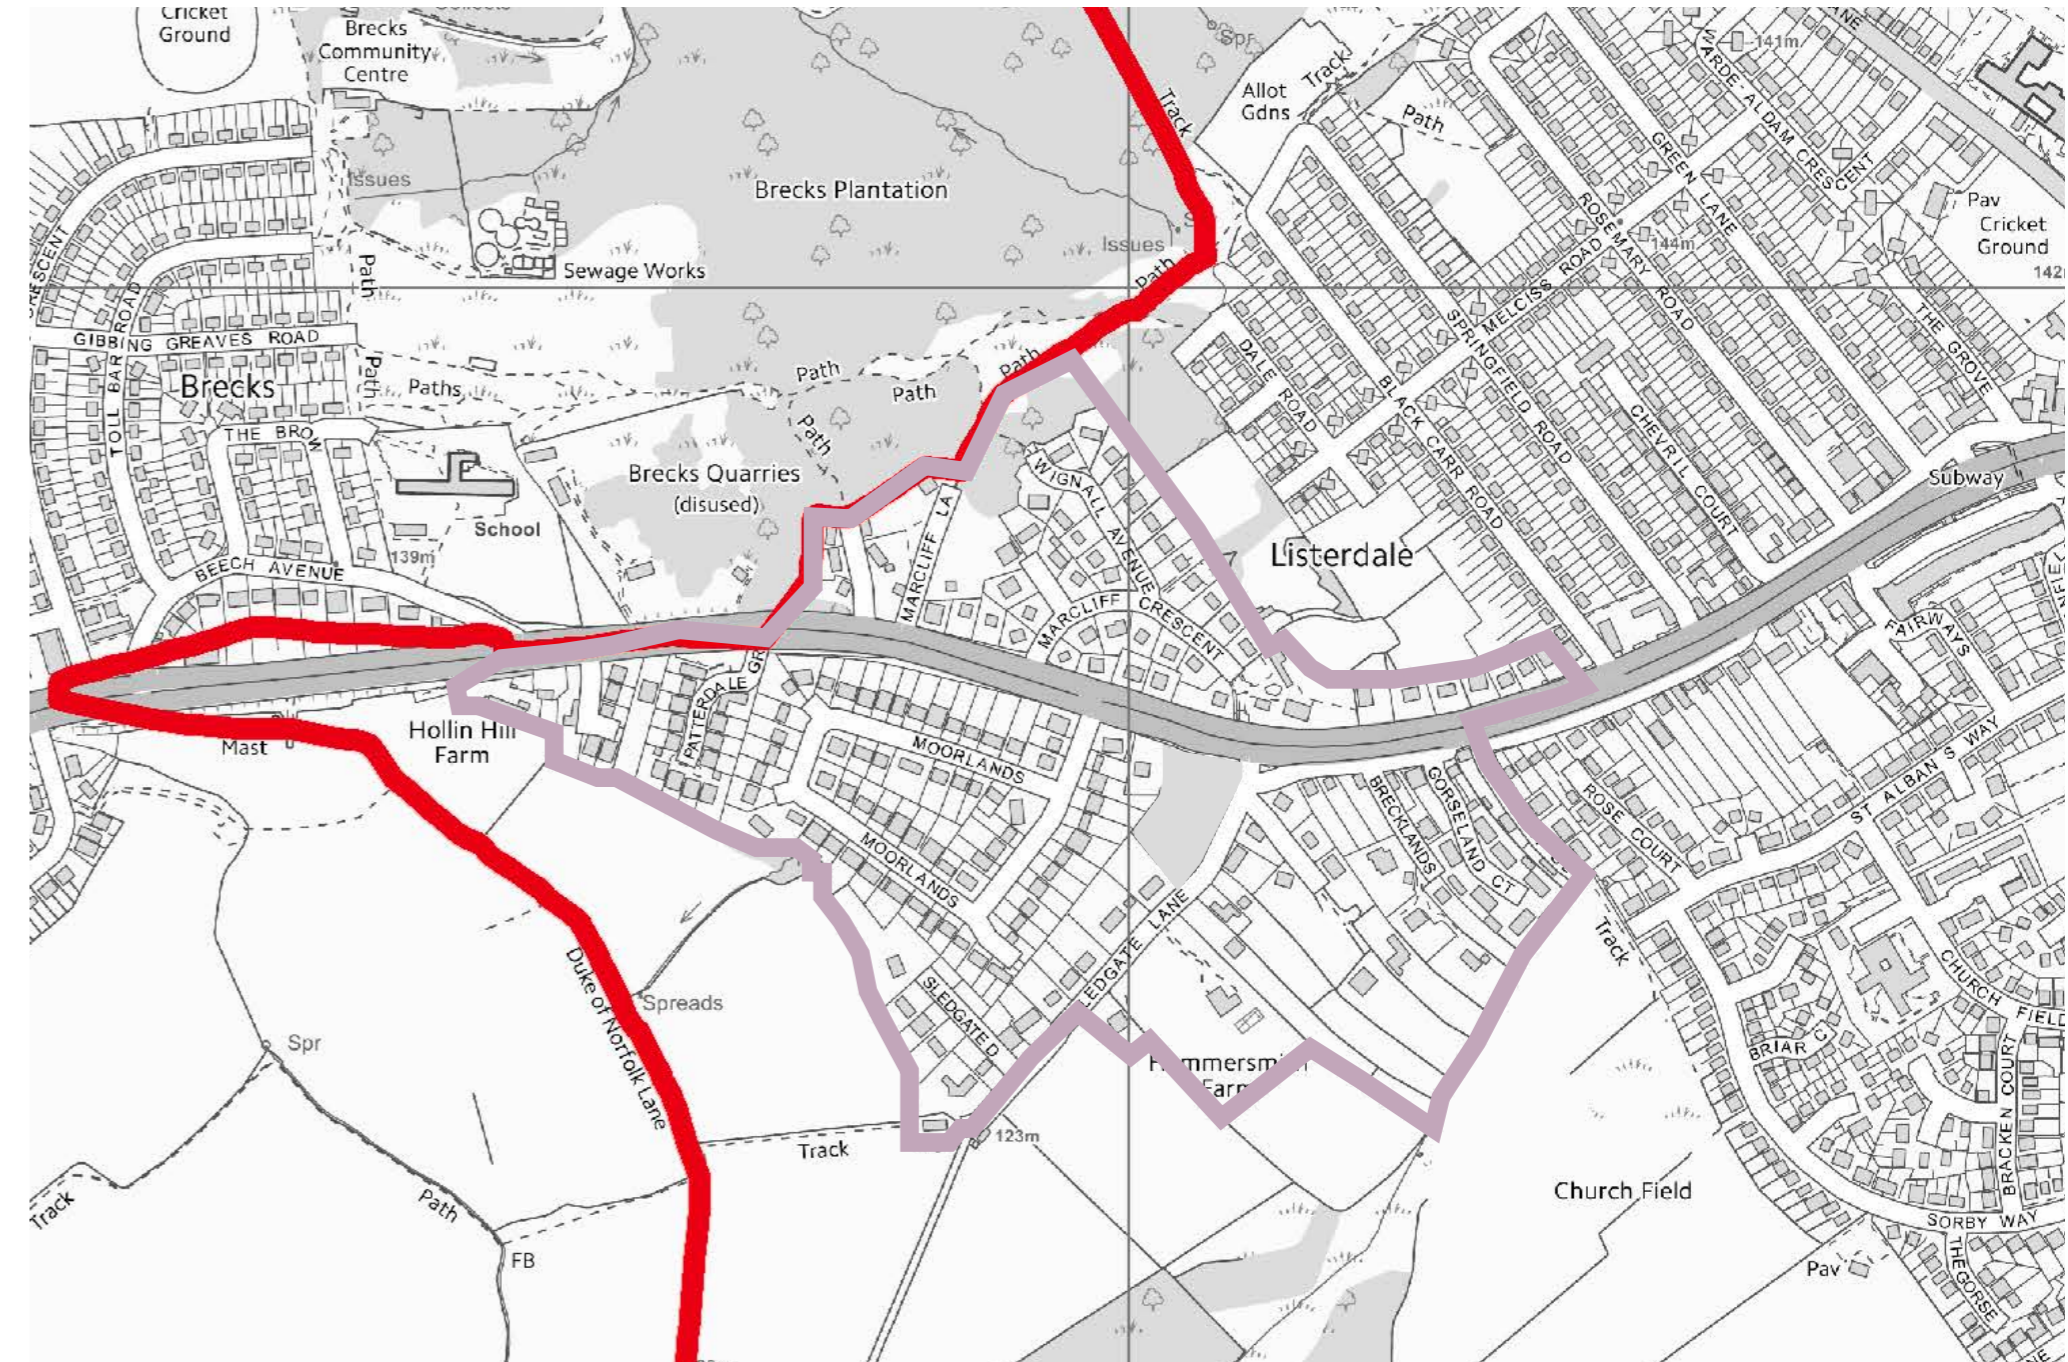 Cricket
Ground
Brecks
Community
Centre
Track
Spr
Allot
Gdns
Track
Path
141m
WARDE-ALDAM CRESCENT
GREEN LANE
Issues
Brecks Plantation
ROSEMARY ROAD
144m
Pav
Cricket
Ground
CRESCENT
Path
Sewage Works
Issues
Path
MELCISS ROAD
TOLL BAR ROAD
GIBBING GREAVES ROAD
THE GROVE
Brecks
Path
Paths
Path
Path
Path
DALE ROAD
SPRINGFIELD ROAD
BLACK CARR ROAD
CHEVRIL COURT
THE BROW
Path
Brecks Quarries
(disused)
School
139m
BEECH AVENUE
MARCLIFF LA
WIGNALL AVENUE
Listerdale
Subway
MARCLIFF CRESCENT
FAIRWAYS
PATTERDALE GR
Mast
Hollin Hill
Farm
MOORLANDS
BRECKLANDS
GORSELAND CT
ROSE COURT
ST ALBAN'S WAY
MOORLANDS
LEDGATE LANE
Track
Duke of Norfolk Lane
Spreads
SLEDGATE D
CHURCH
FIELD
Spr
BRIAR C
BRACKEN COURT
Farm
123m
Track
Track
Path
FB
Church Field
SORBY WAY
THE GORSE
Pav